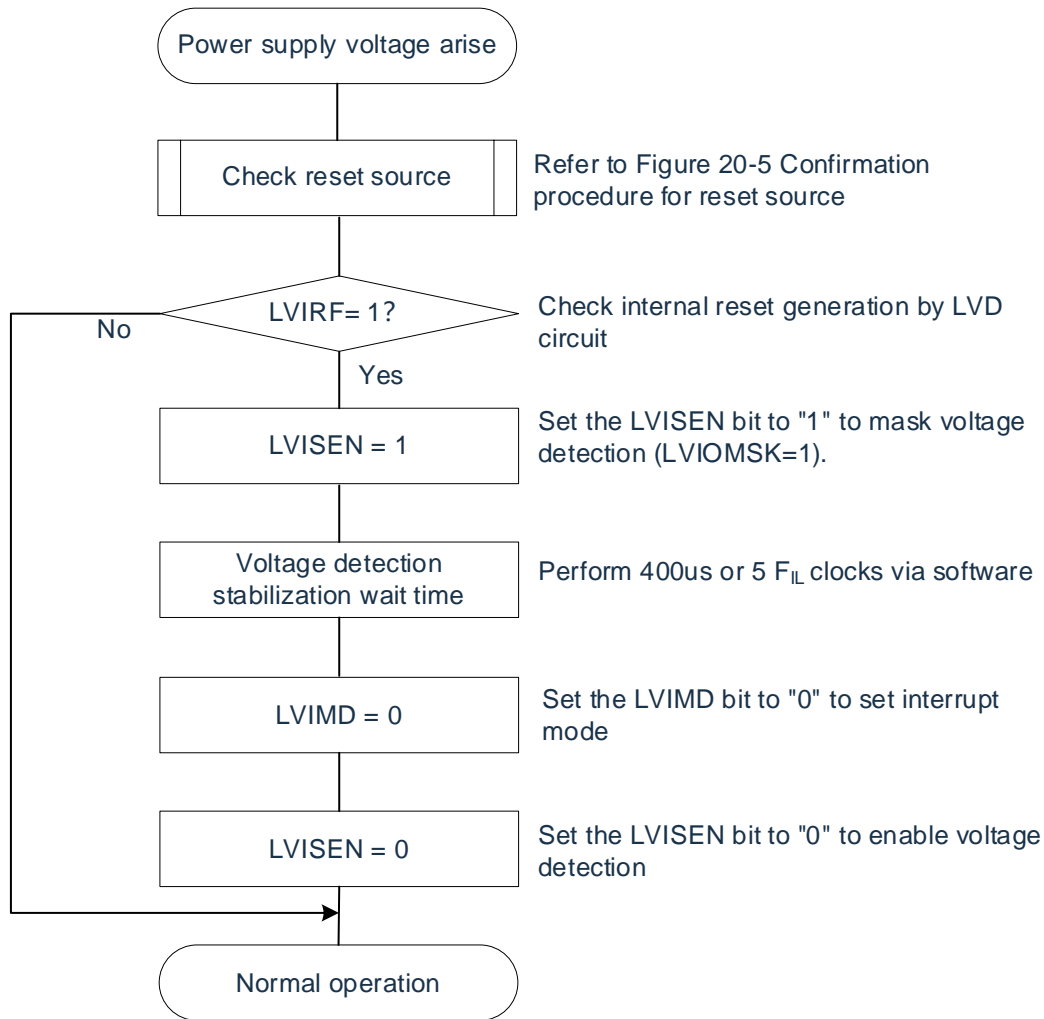 Power supply voltage arise
Check reset source
Refer to Figure 20-5 Confirmation
procedure for reset source
LVIRF= 1?
Check internal reset generation by LVD
circuit
No
Yes
LVISEN = 1
Set the LVISEN bit to "1" to mask voltage
detection (LVIOMSK=1).
Voltage detection
stabilization wait time
Perform 400us or 5 FIL clocks via software
LVIMD = 0
Set the LVIMD bit to "0" to set interrupt
mode
LVISEN = 0
Set the LVISEN bit to "0" to enable voltage
detection
Normal operation